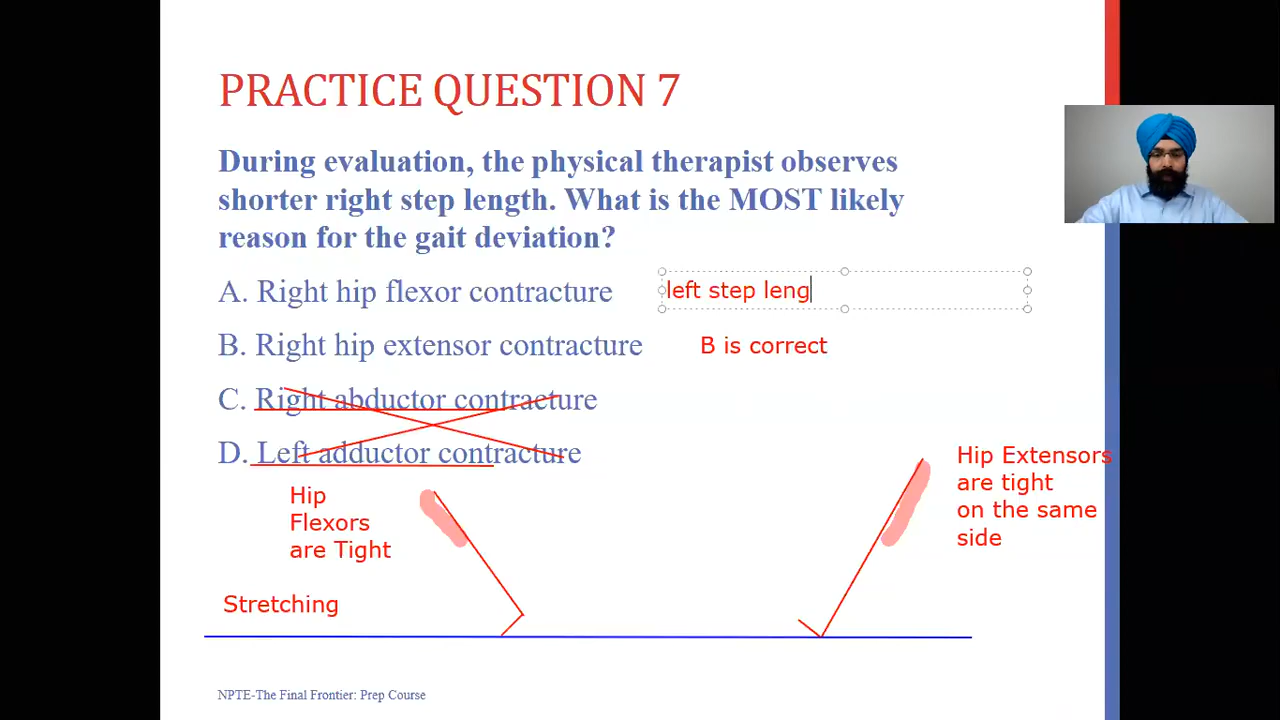 PRACTICE QUESTION 7
During evaluation, the physical therapist observes
shorter right step length. What is the MOST likely
reason for the gait deviation?
A. Right hip flexor contracture
left step leng
B. Right hip extensor contracture
B is correct
C. Right abductor contracture
D. Left adductor contracture
Hip
Flexors
are Tight
Hip Extensors
are tight
on the same
side
Stretching
NPTE-The Final Frontier: Prep Course